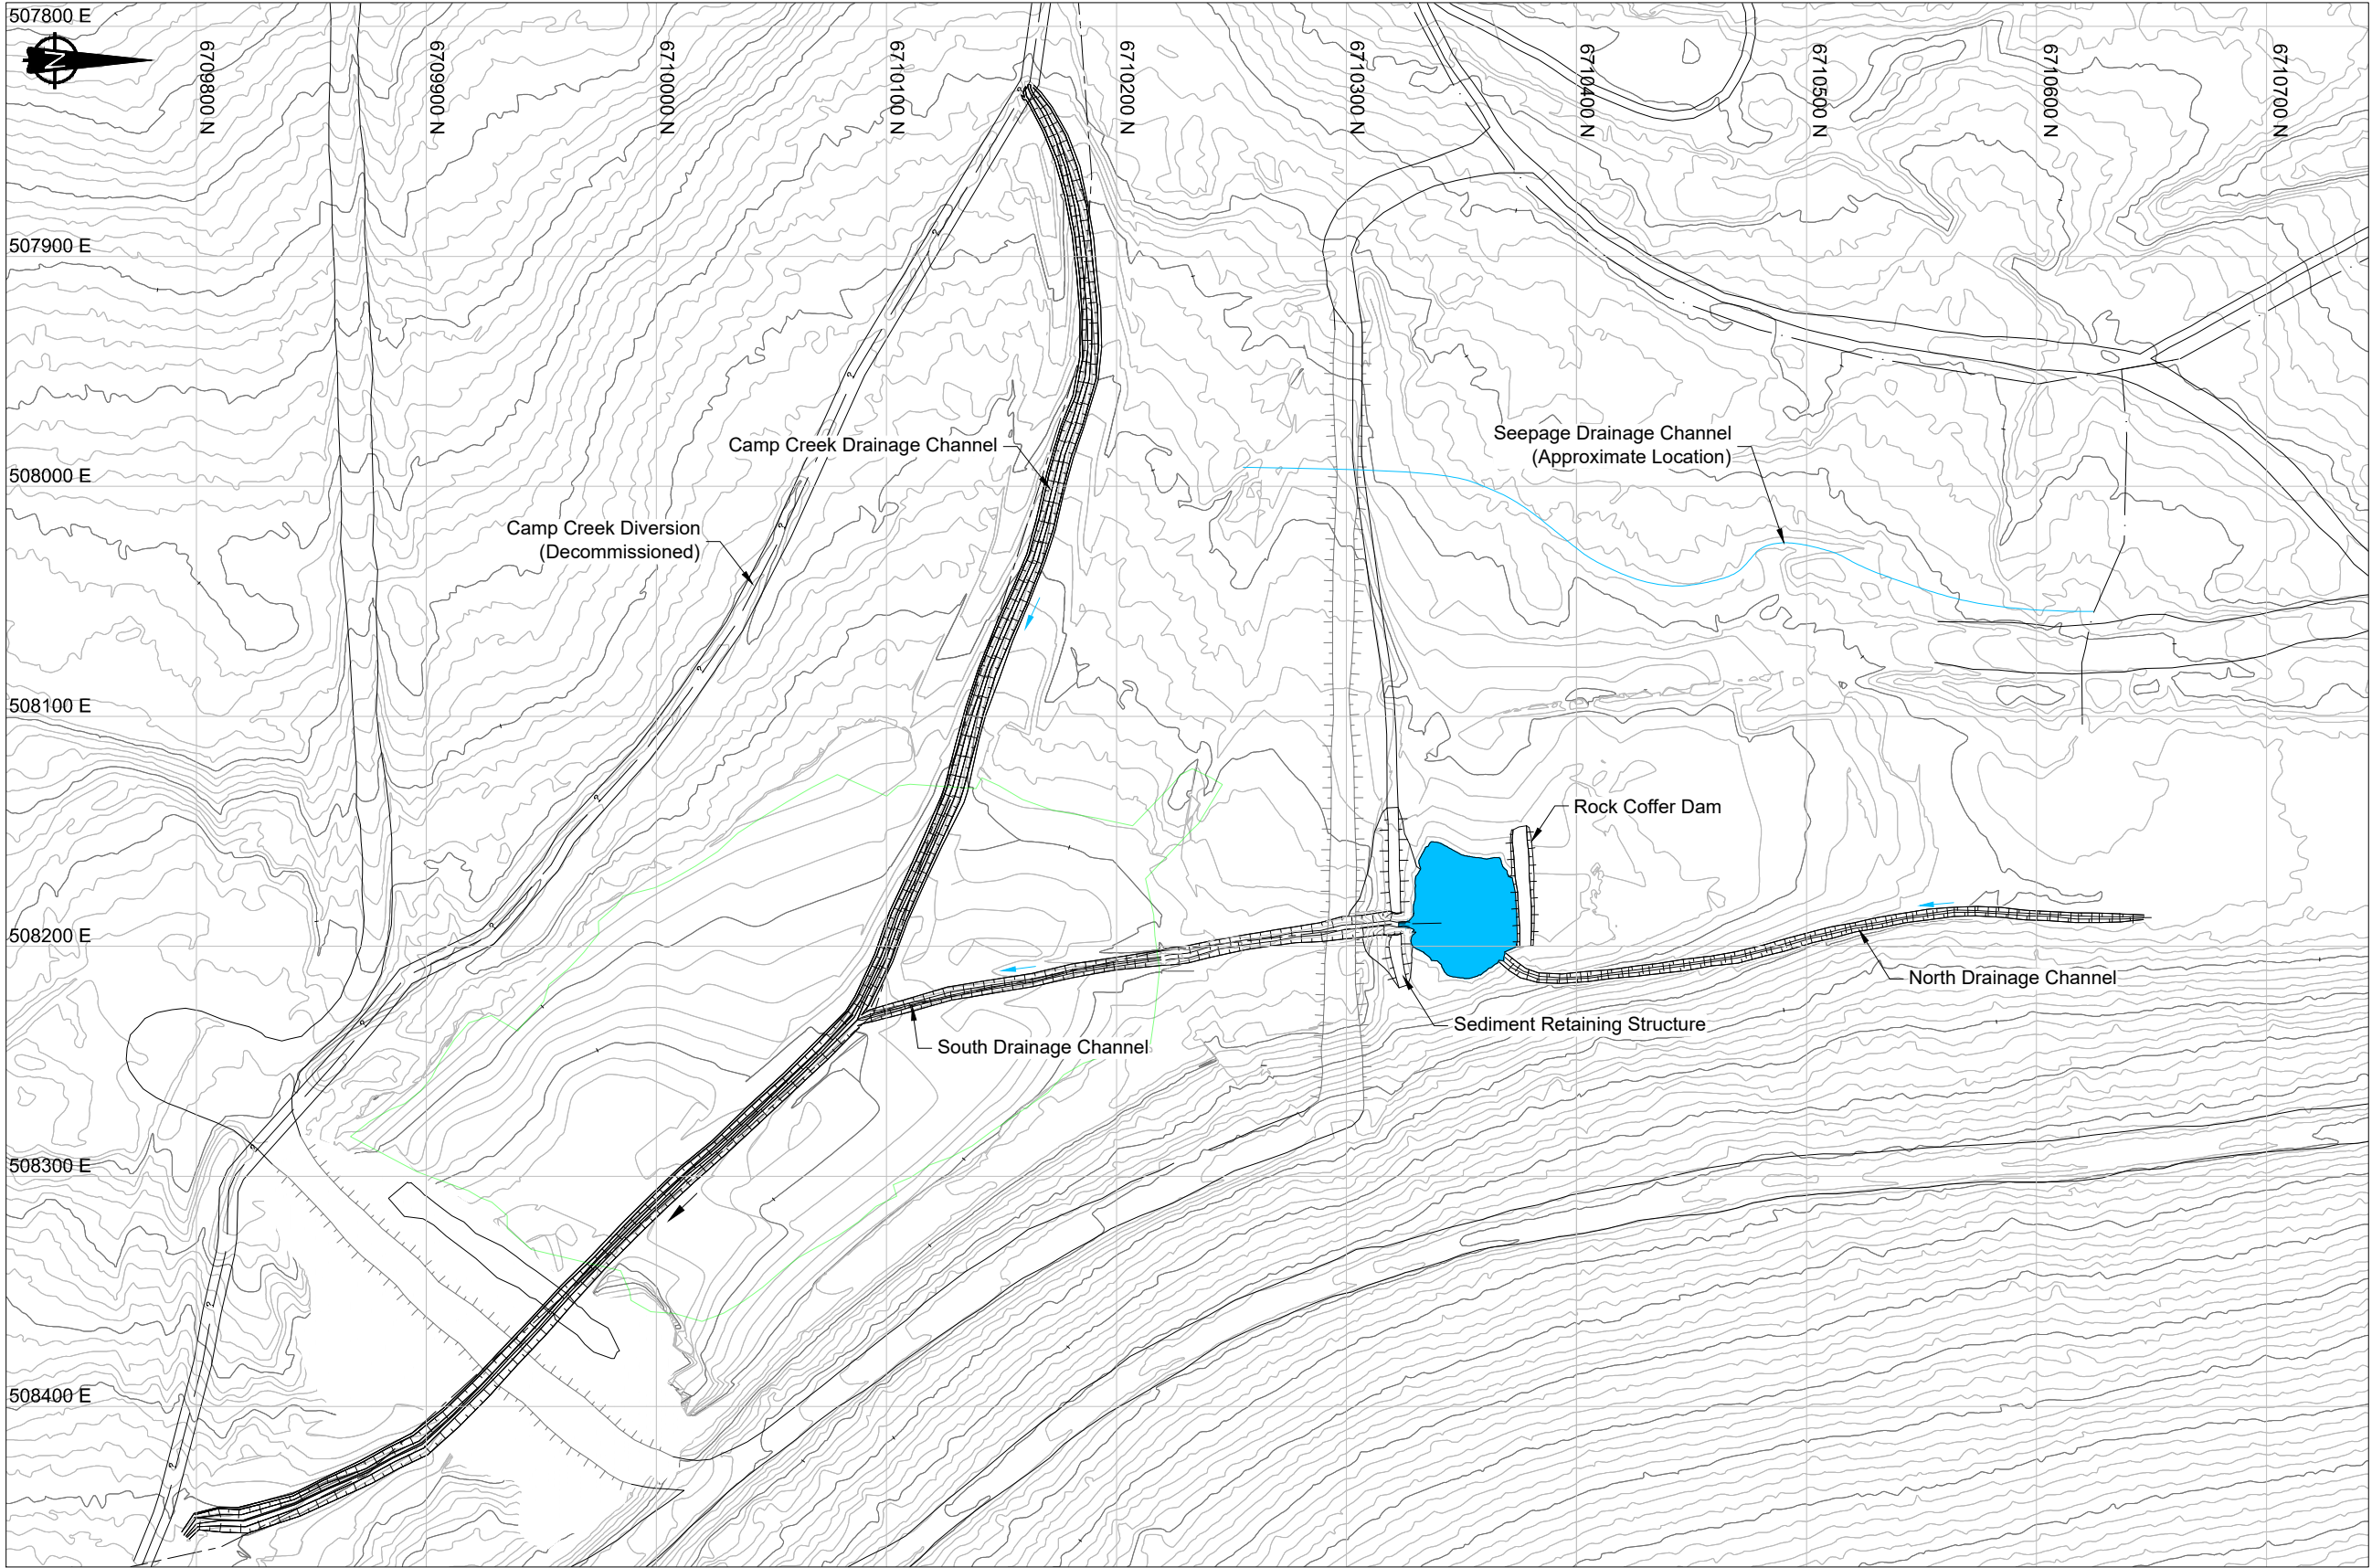 507800 E
N
6709800 N
6709900 N
6710000 N
6710100 N
6710200 N
6710300 N
6710400 N
6710500 N
6710600 N
6710700 N
507900 E
Camp Creek Drainage Channel
Seepage Drainage Channel
(Approximate Location)
508000 E
Camp Creek Diversion
(Decommissioned)
508100 E
Rock Coffer Dam
508200 E
North Drainage Channel
Sediment Retaining Structure
South Drainage Channel
508300 E
508400 E